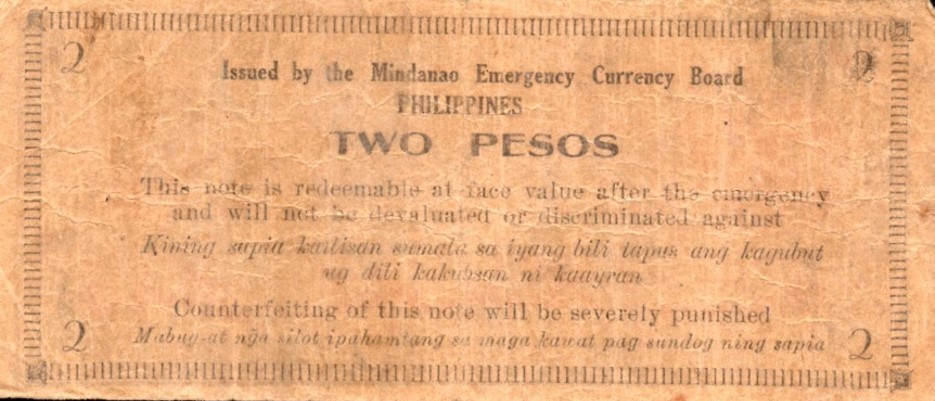 2 2
Issued by the Mindanao Emergency Currency Board
PHILIPPINES
TWO PESOS
This note is redeemable at face value after the emergency
and will not be devaluated or discriminated against
Kining sapia kailisan sumala sa iyang bili tapus ang kagubut
ug dili kakubsan ni kaayran
Counterfeiting of this note will be severely punished
Mabug-at nga silot ipahamtang sa maga kawat pag sundog ning sapia
2 2